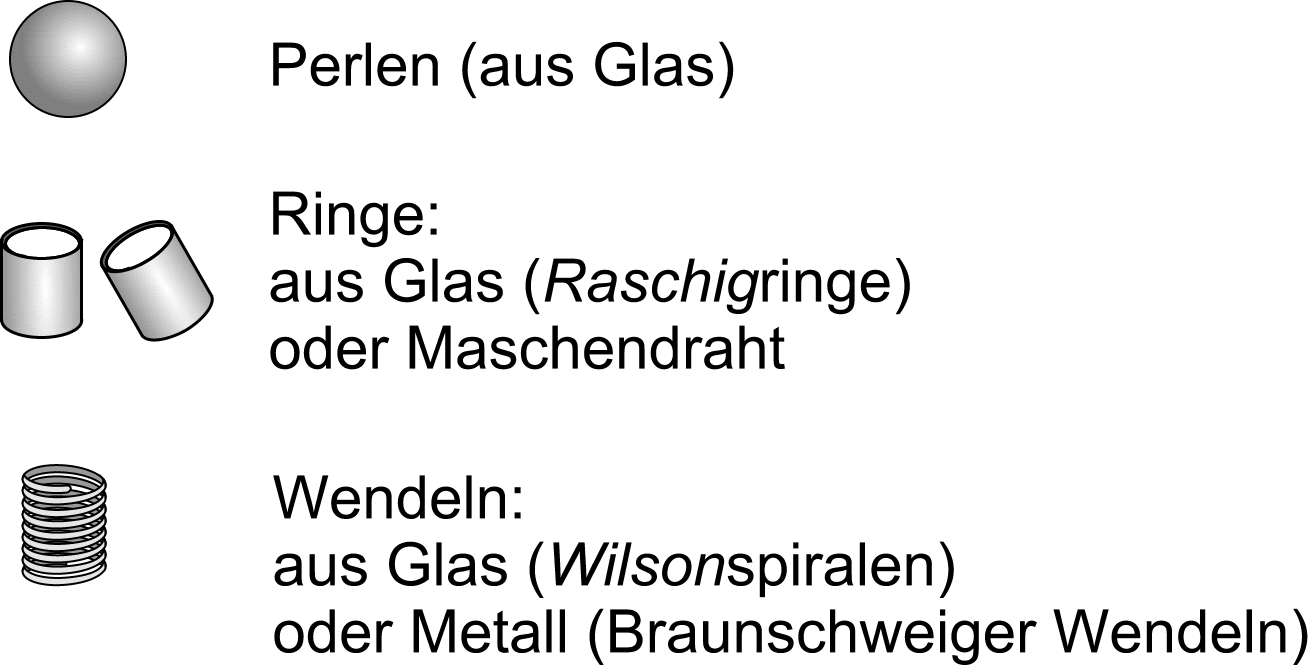 Perlen (aus Glas)
Ringe:
aus Glas (Raschigringe)
oder Maschendraht
Wendeln:
aus Glas (Wilsonspiralen)
oder Metall (Braunschweiger Wendeln)